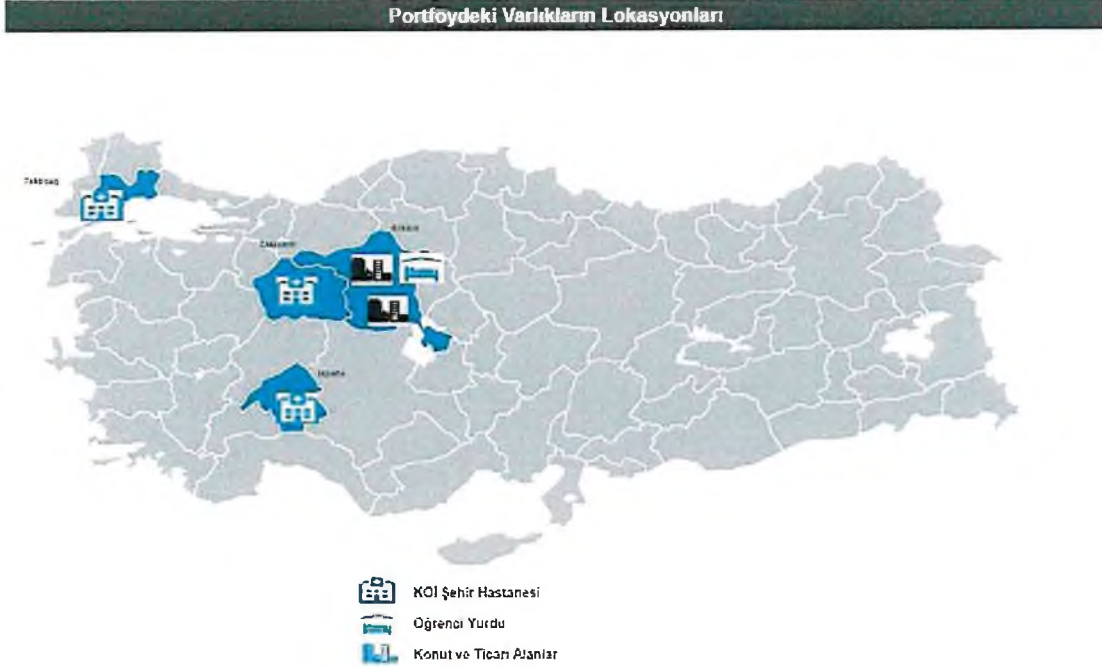 Portföydeki Varlıkların Lokasyonları
Tekirdağ
Ankara
Eskişehir
Isparta
KÖİ Şehir Hastanesi
Öğrenci Yurdu
Konut ve Ticari Alanlar